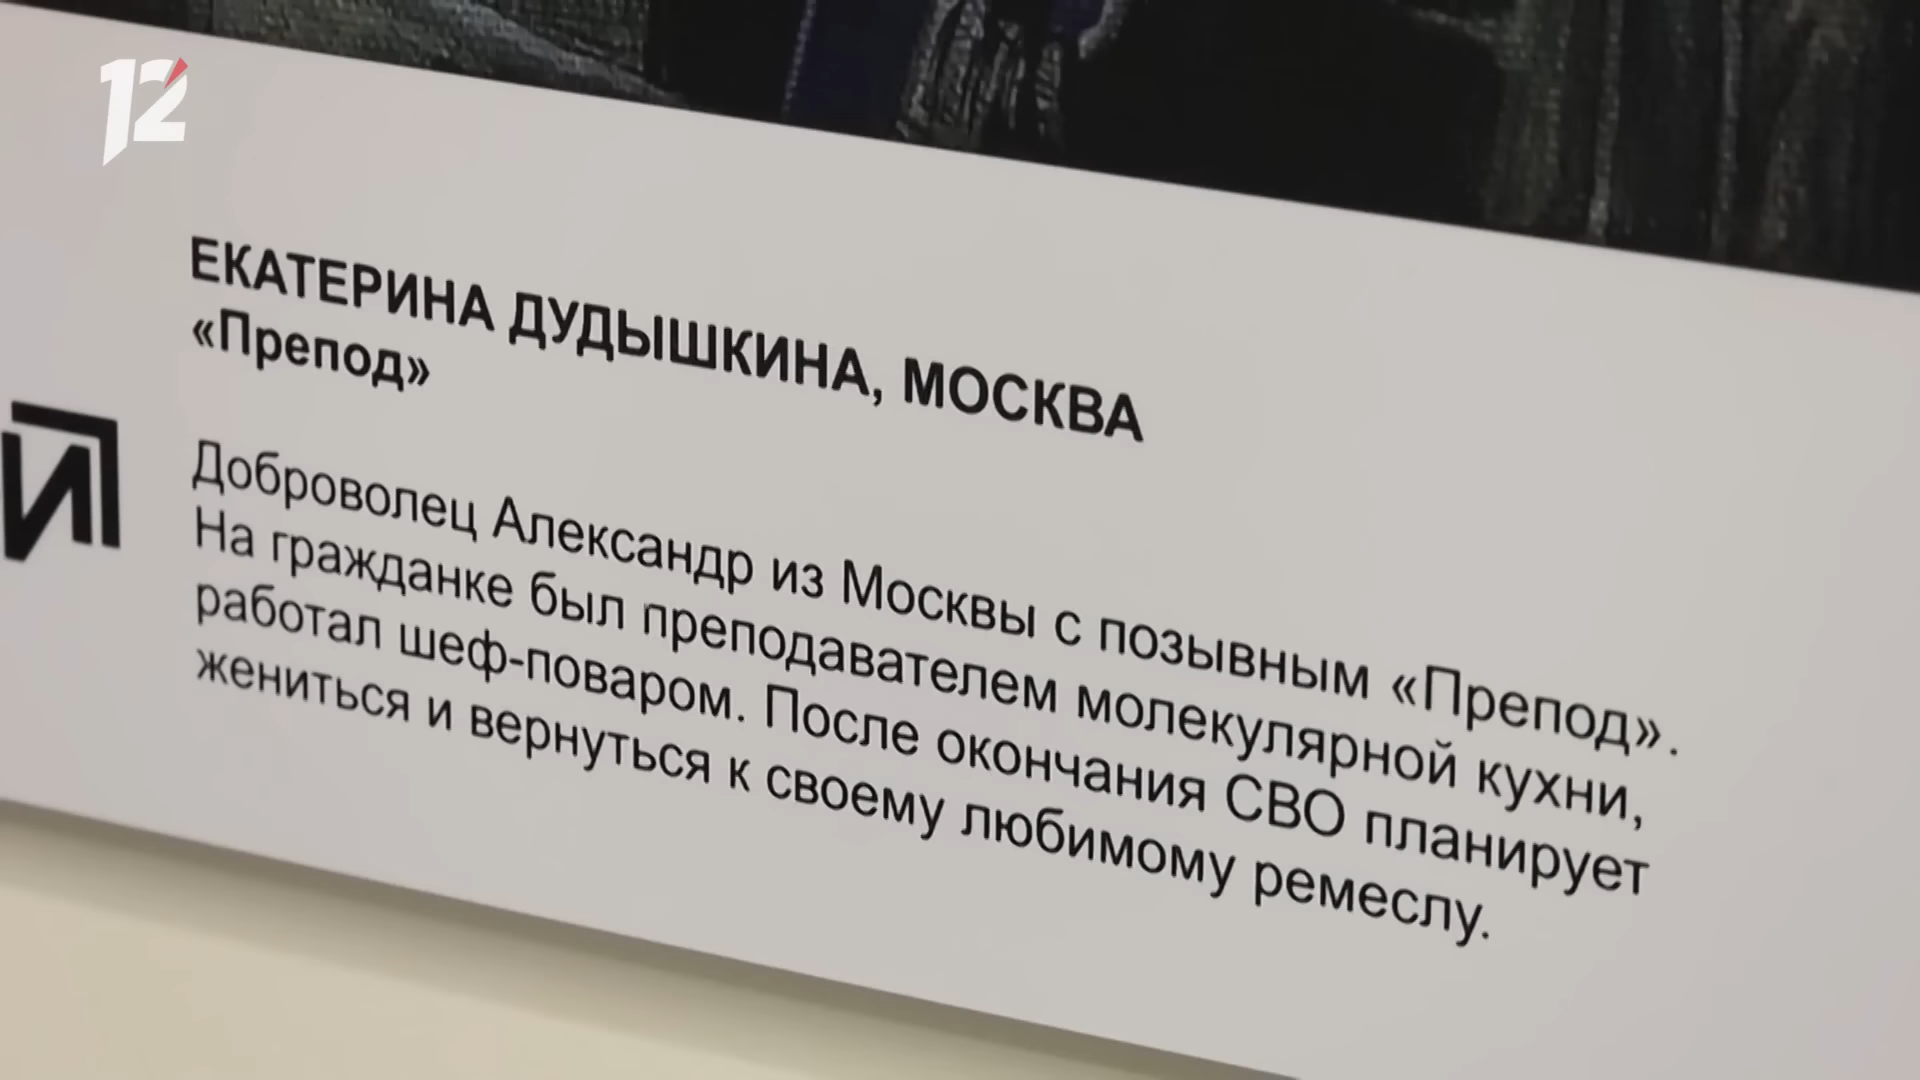 12
ЕКАТЕРИНА ДУДЫШКИНА, МОСКВА
«Препод»
Доброволец Александр из Москвы с позывным «Препод».
На гражданке был преподавателем молекулярной кухни,
работал шеф-поваром. После окончания СВО планирует
жениться и вернуться к своему любимому ремеслу.